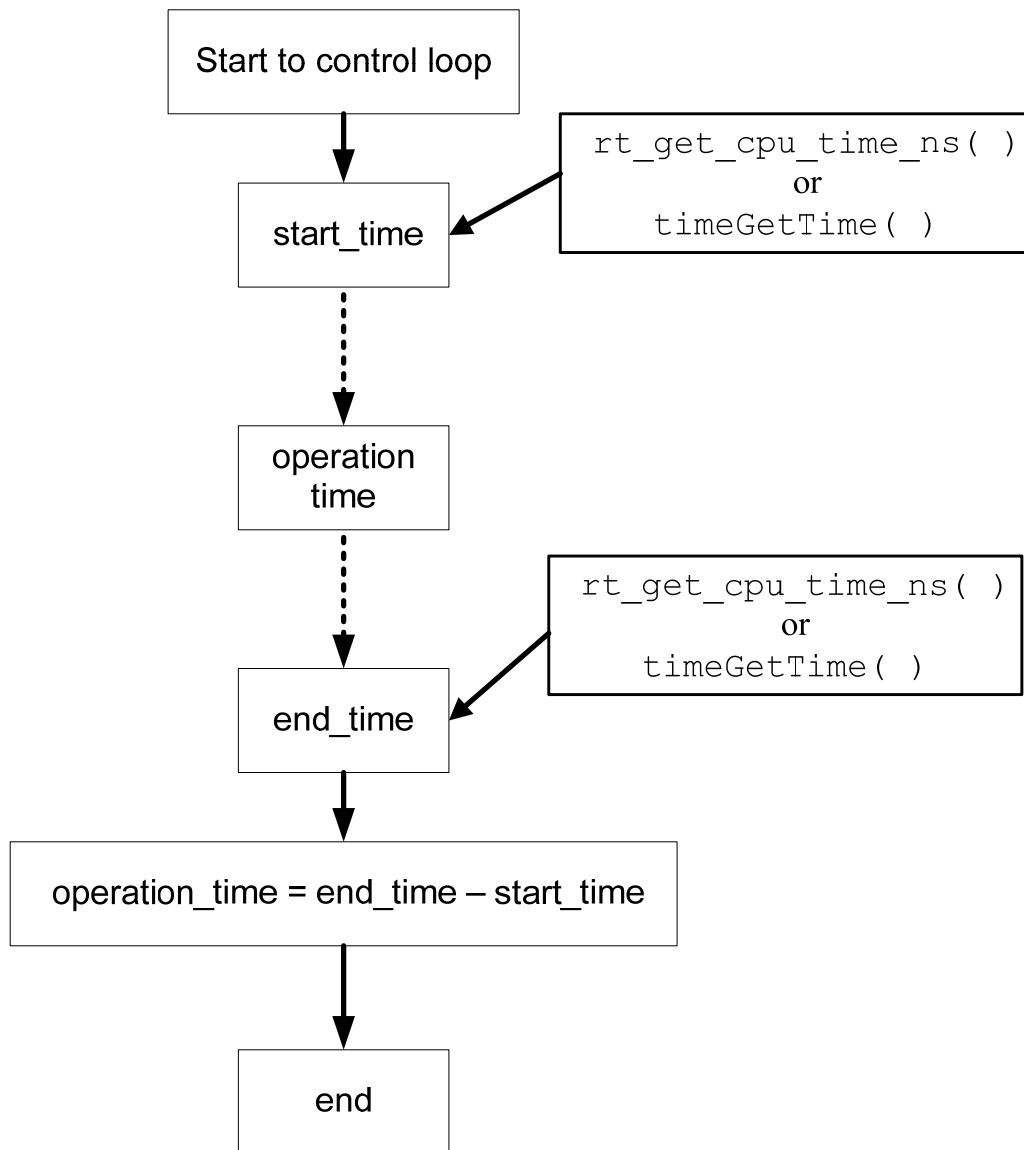 Start to control loop
rt_get_cpu_time_ns( )
or
timeGetTime( )
start_time
operation
time
rt_get_cpu_time_ns( )
or
timeGetTime( )
end_time
operation_time = end_time – start_time
end